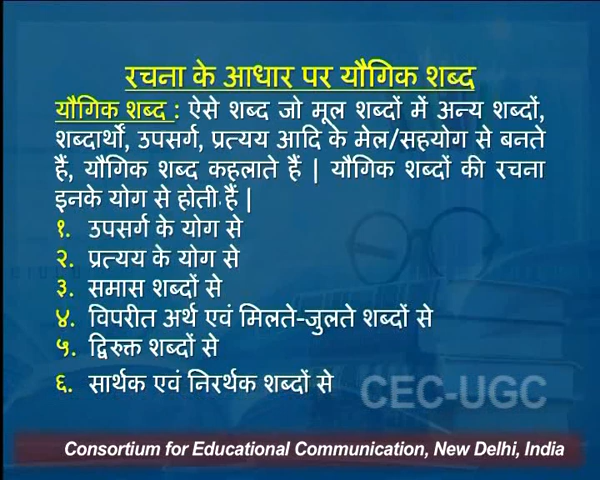 रचना के आधार पर यौगिक शब्द
यौगिक शब्द : ऐसे शब्द जो मूल शब्दों में अन्य शब्दों,
शब्दार्थों, उपसर्ग, प्रत्यय आदि के मेल/सहयोग से बनते
हैं, यौगिक शब्द कहलाते हैं | यौगिक शब्दों की रचना
इनके योग से होती हैं |
१. उपसर्ग के योग से
२. प्रत्यय के योग से
३. समास शब्दों से
४. विपरीत अर्थ एवं मिलते-जुलते शब्दों से
५. द्विरुक्त शब्दों से
६. सार्थक एवं निरर्थक शब्दों से
CEC-UGC
Consortium for Educational Communication, New Delhi, India